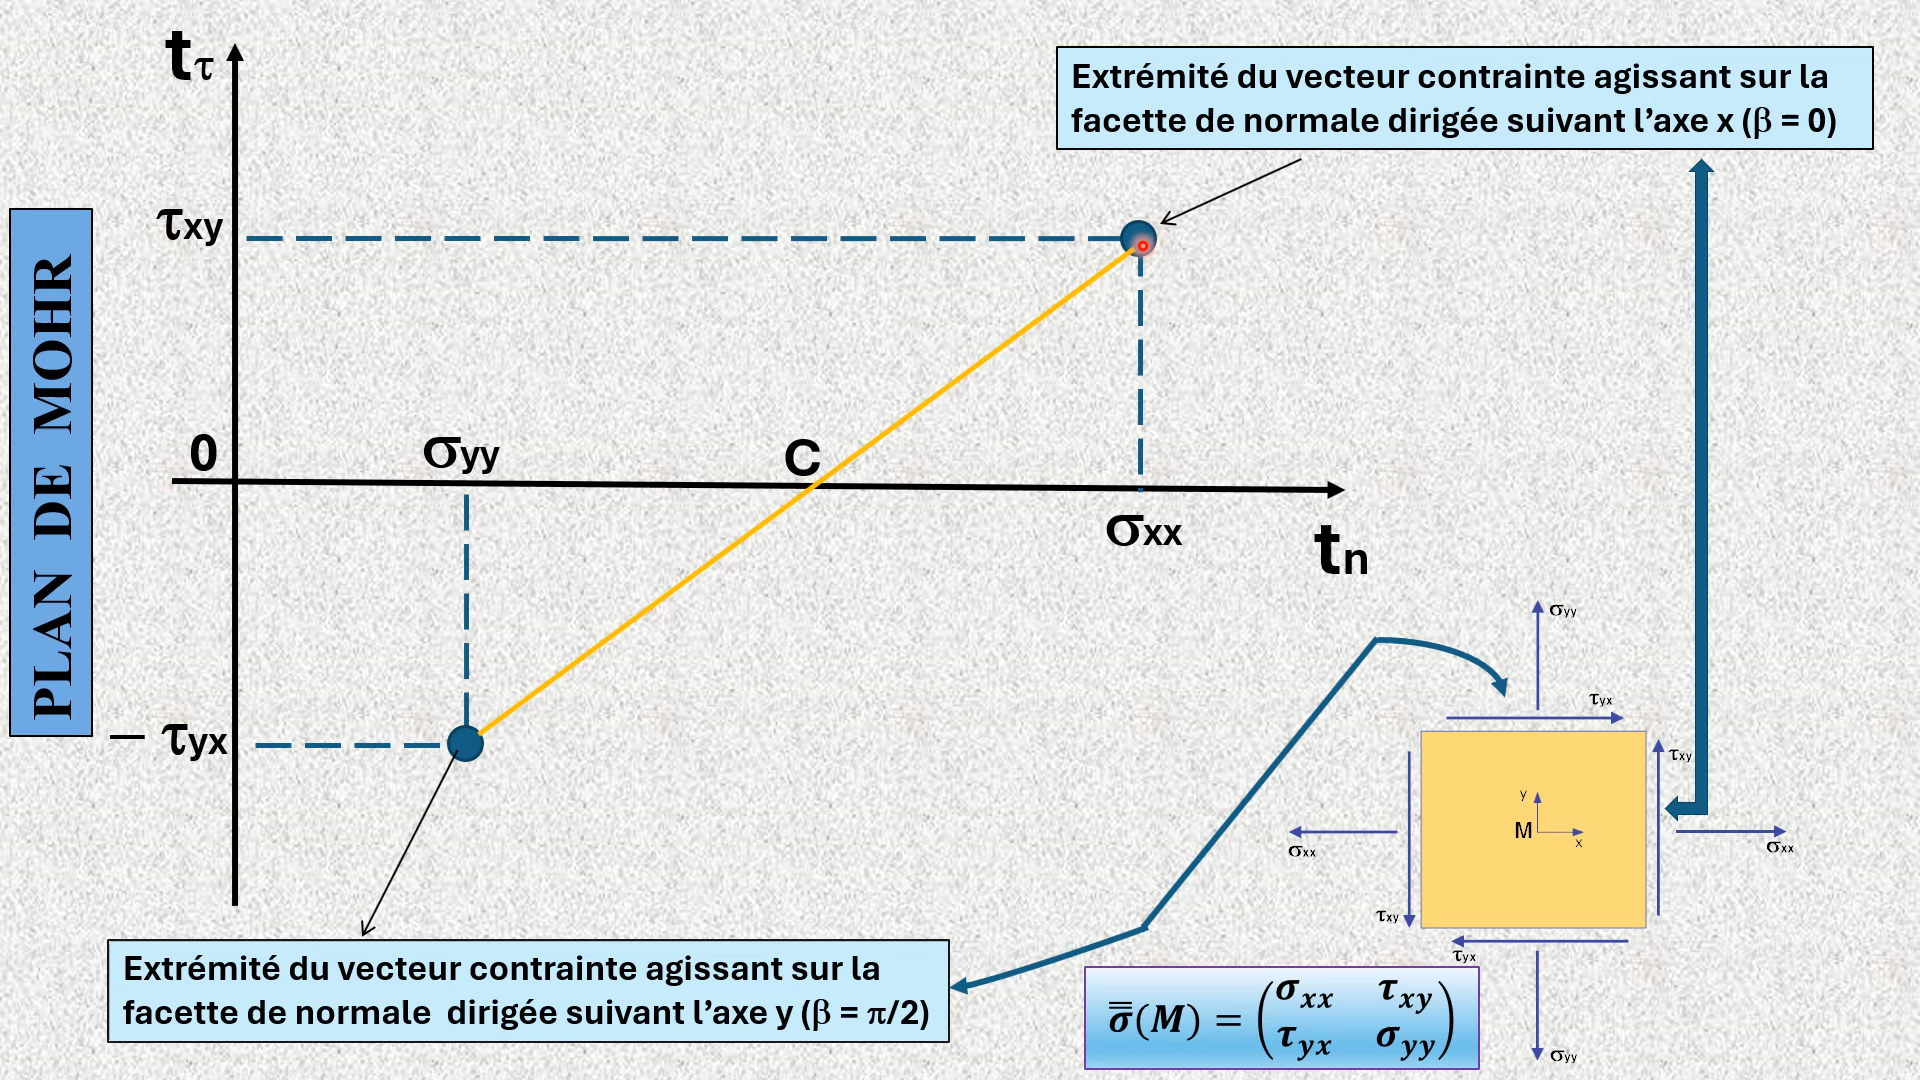 tτ
Extrémité du vecteur contrainte agissant sur la
facette de normale dirigée suivant l’axe x (β = 0)
τxy
PLAN DE MOHR
0
σyy
C
σxx
tn
– τyx
σyy
τyx
τxy
y
M
x
σxx
σxx
τxy
τyx
σyy
Extrémité du vecteur contrainte agissant sur la
facette de normale dirigée suivant l’axe y (β = π/2)
σ̿(M) = (σxx τxy
τyx σyy)